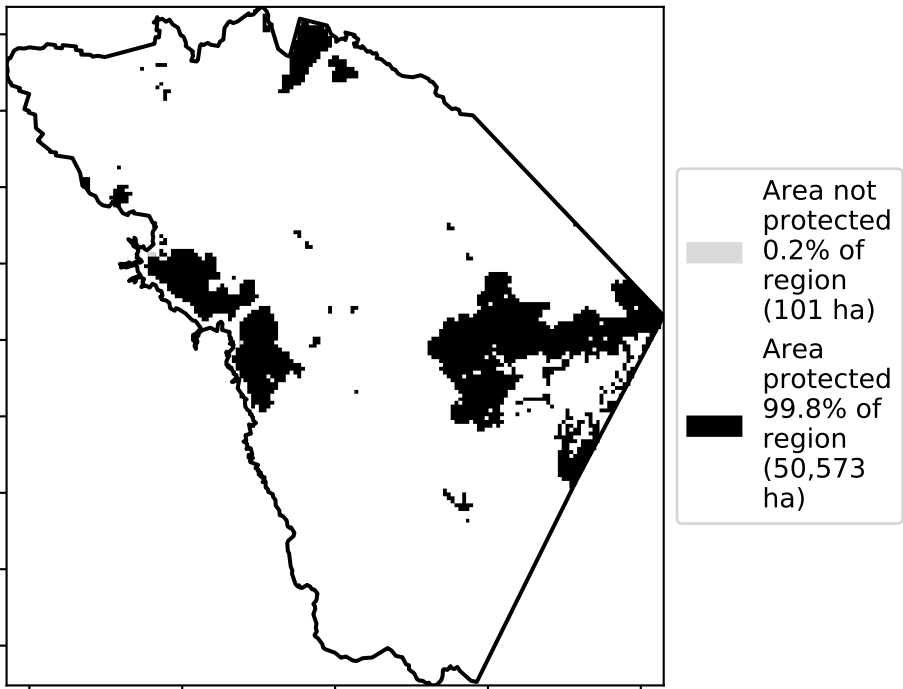 Area not
protected
0.2% of
region
(101 ha)
Area
protected
99.8% of
region
(50,573
ha)